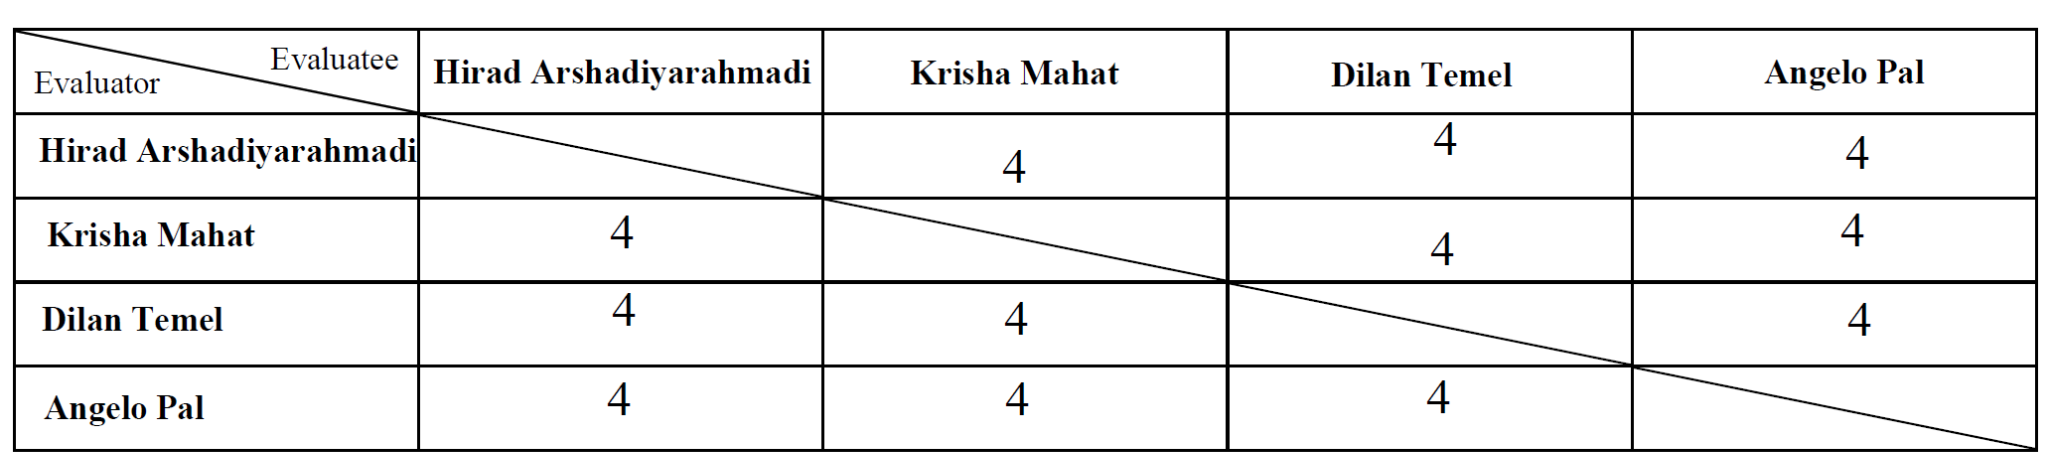 Evaluatee
Evaluator
Hirad Arshadiyarahmadi Krisha Mahat Dilan Temel Angelo Pal
Hirad Arshadiyarahmadi 4 4 4
Krisha Mahat 4 4 4
Dilan Temel 4 4 4
Angelo Pal 4 4 4